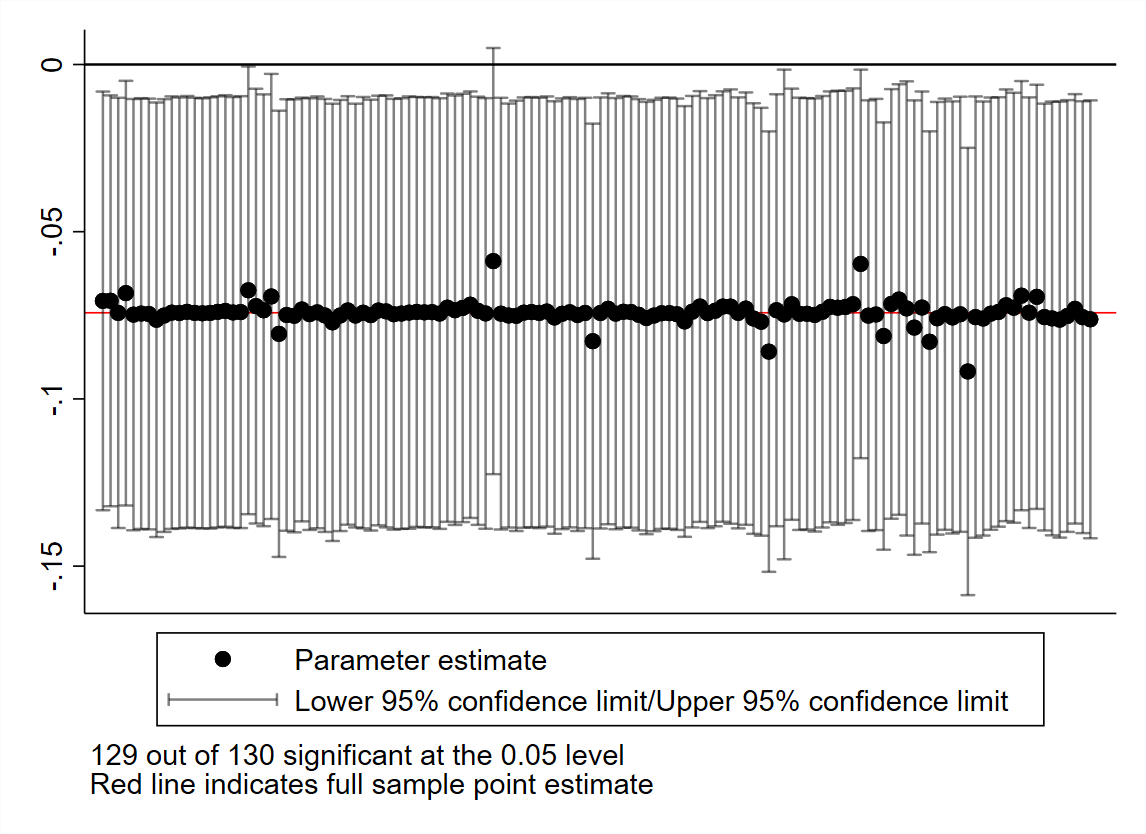 0
-.05
-.1
-.15
Parameter estimate
Lower 95% confidence limit/Upper 95% confidence limit
129 out of 130 significant at the 0.05 level
Red line indicates full sample point estimate